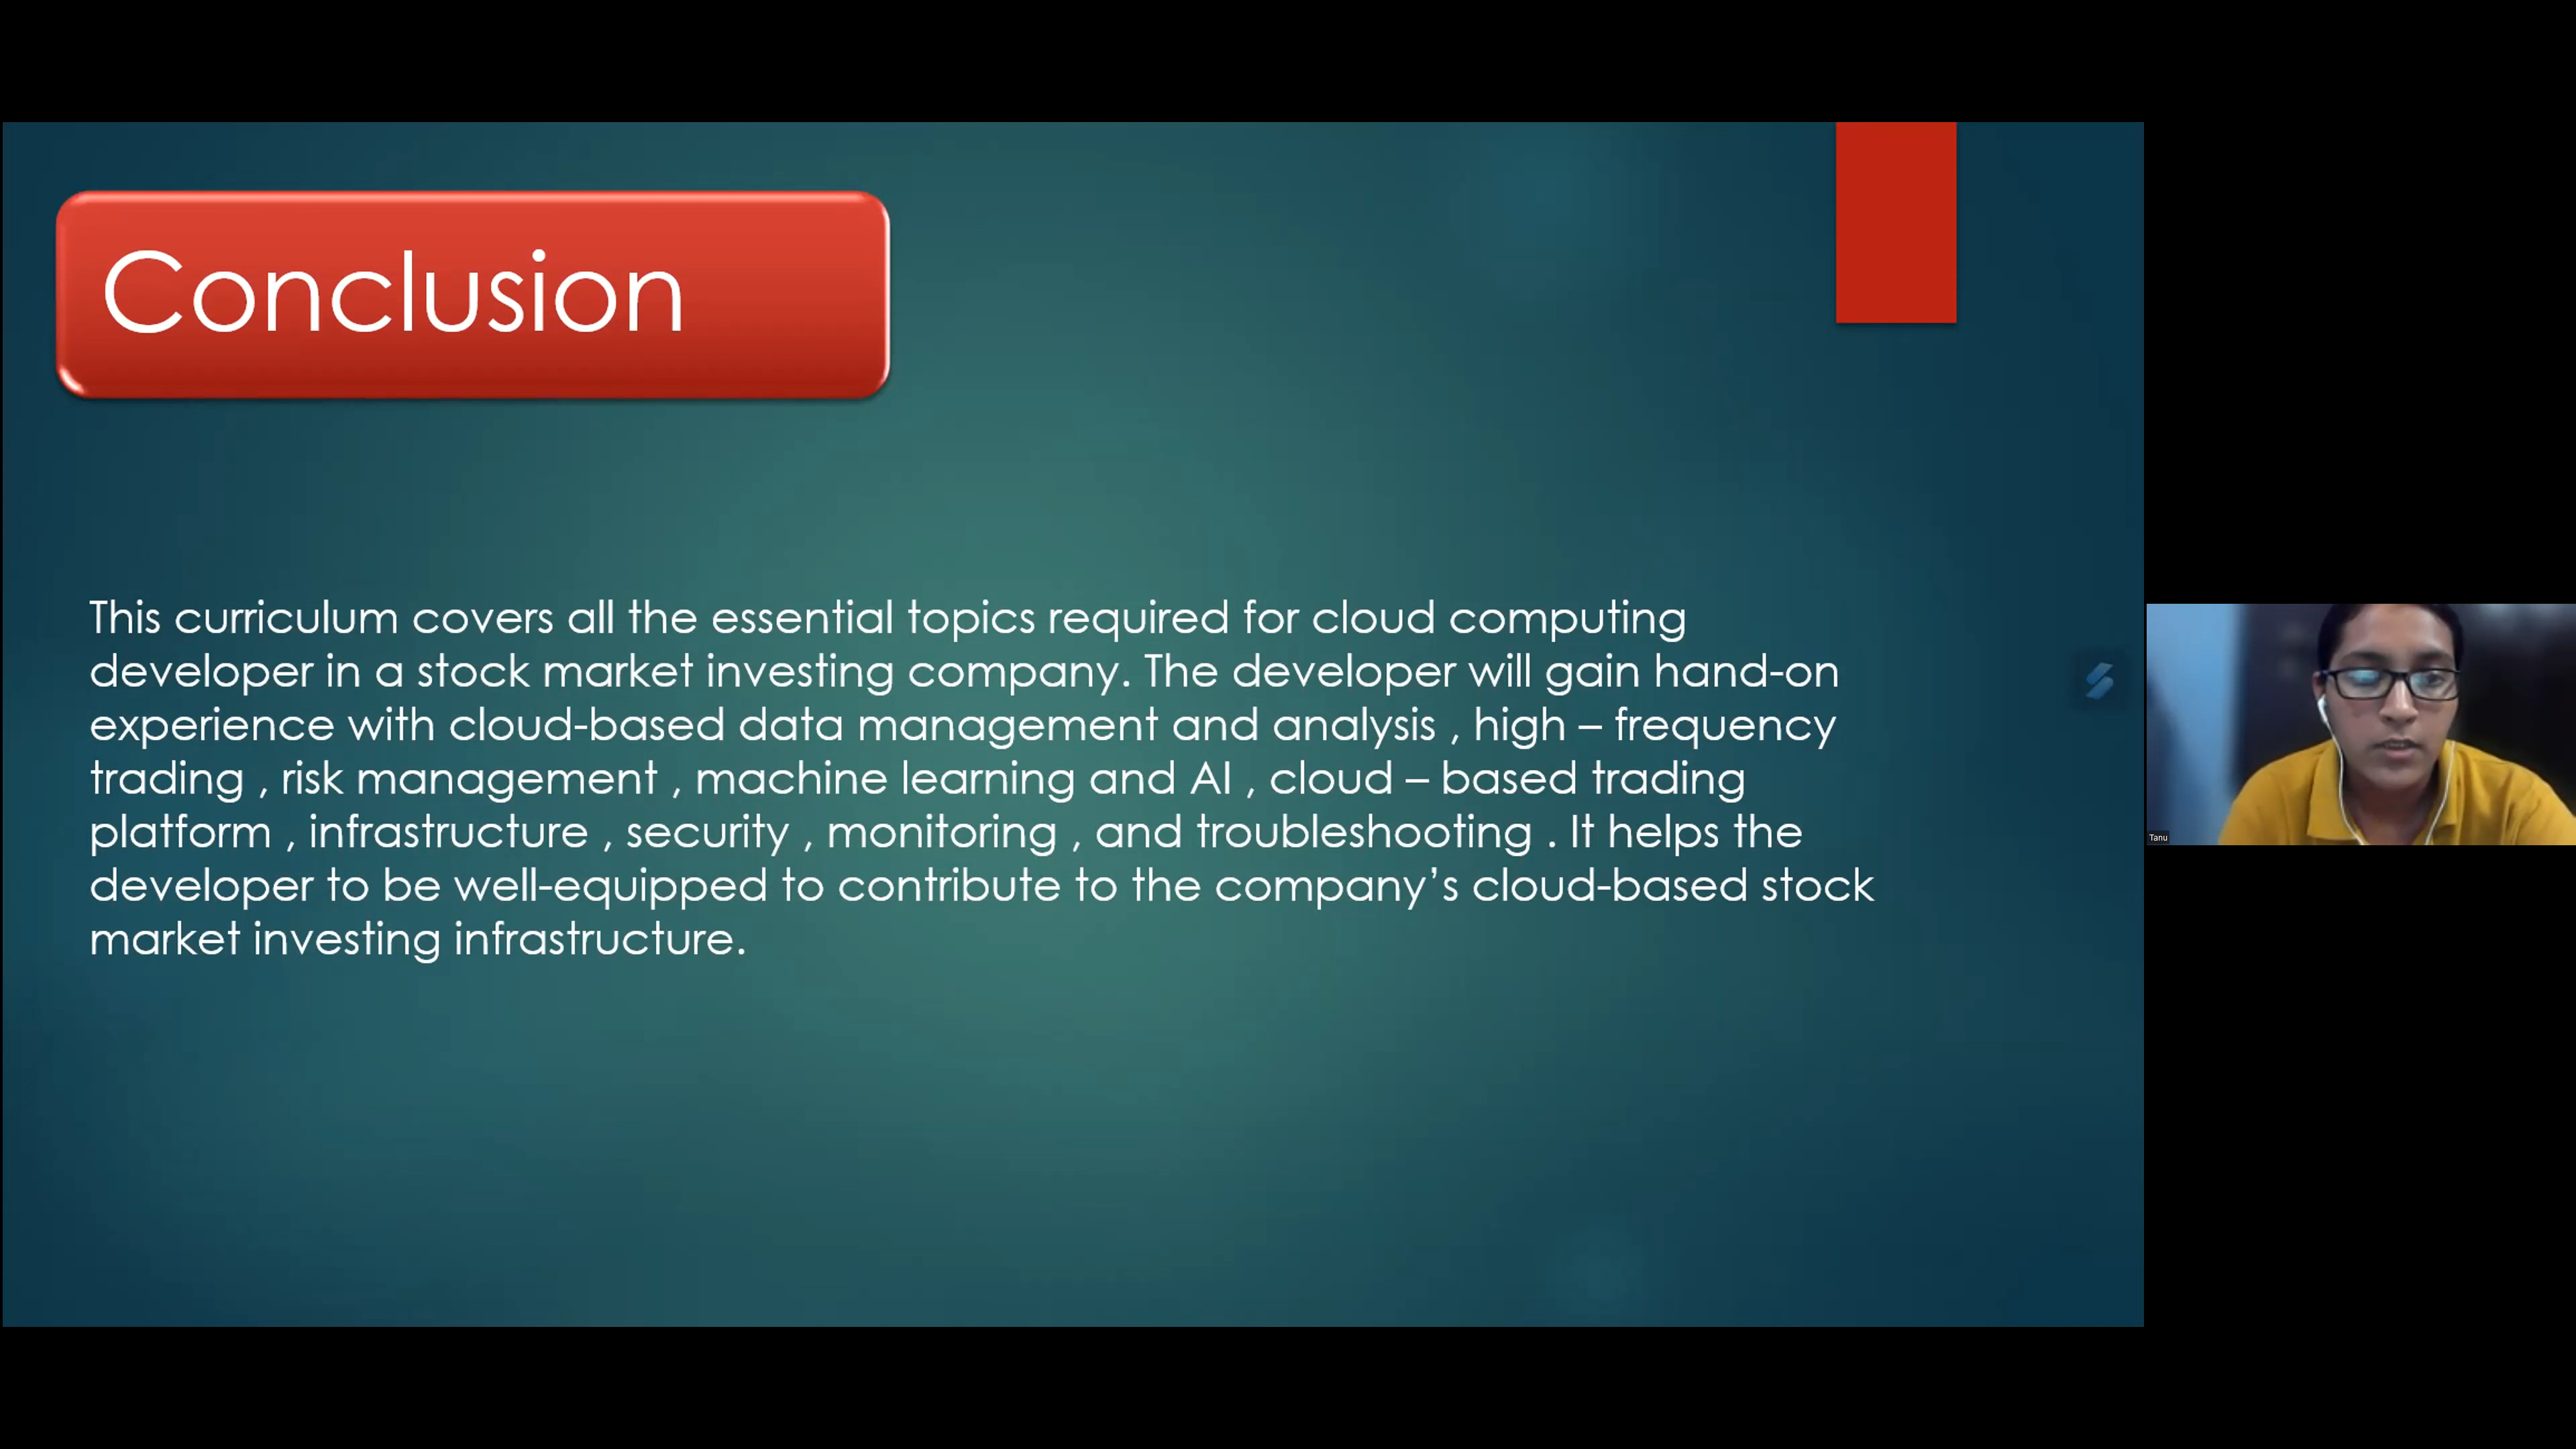 Conclusion
This curriculum covers all the essential topics required for cloud computing
developer in a stock market investing company. The developer will gain hand-on
experience with cloud-based data management and analysis , high – frequency
trading , risk management , machine learning and AI , cloud – based trading
platform , infrastructure , security , monitoring , and troubleshooting . It helps the
developer to be well-equipped to contribute to the company’s cloud-based stock
market investing infrastructure.
Tanu